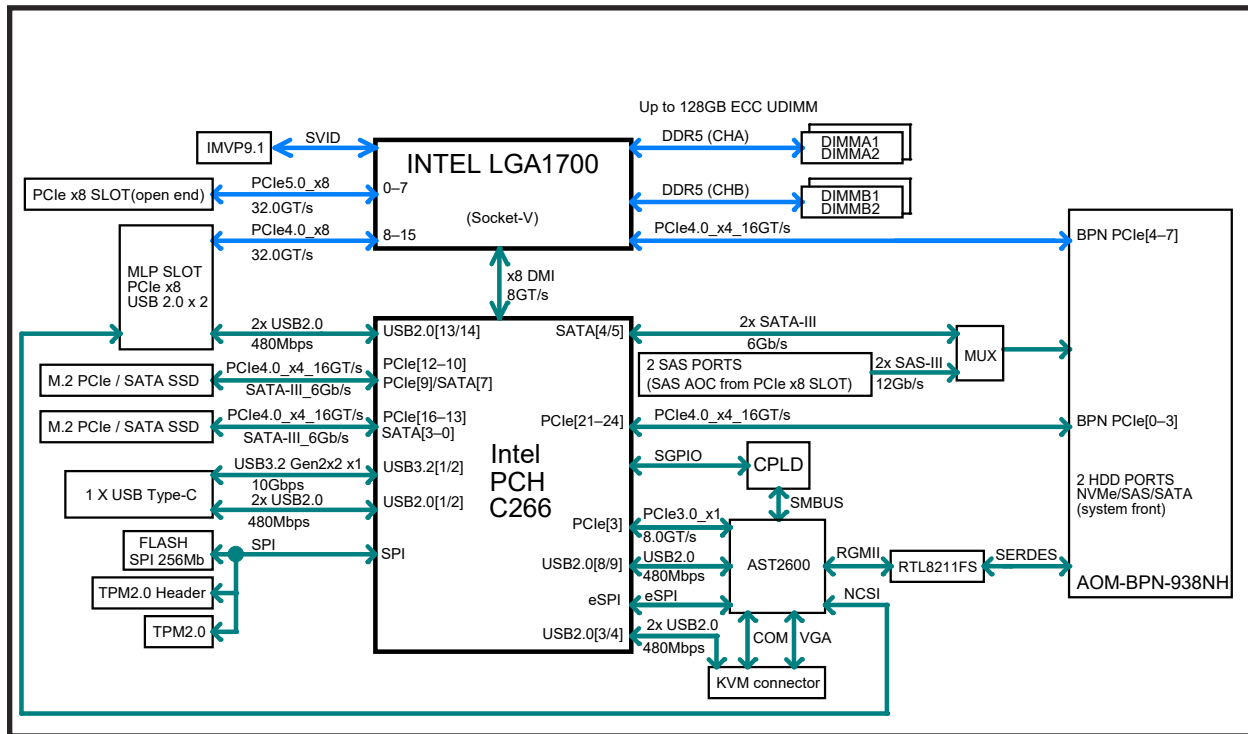 Up to 128GB ECC UDIMM
IMVP9.1
SVID
INTEL LGA1700
(Socket-V)
DDR5 (CHA)
DIMMA1
DIMMA2
PCIe x8 SLOT(open end)
PCIe5.0_x8
32.0GT/s
0–7
DDR5 (CHB)
DIMMB1
DIMMB2
PCIe4.0_x8
32.0GT/s
8–15
PCIe4.0_x4_16GT/s
BPN PCIe[4–7]
MLP SLOT
PCIe x8
USB 2.0 x 2
x8 DMI
8GT/s
2x USB2.0
480Mbps
USB2.0[13/14]
SATA[4/5]
2x SATA-III
6Gb/s
MUX
M.2 PCIe / SATA SSD
PCIe4.0_x4_16GT/s
SATA-III_6Gb/s
PCIe[12–10]
PCIe[9]/SATA[7]
2 SAS PORTS
(SAS AOC from PCIe x8 SLOT)
2x SAS-III
12Gb/s
M.2 PCIe / SATA SSD
PCIe4.0_x4_16GT/s
SATA-III_6Gb/s
PCIe[16–13]
SATA[3–0]
PCIe[21–24]
PCIe4.0_x4_16GT/s
BPN PCIe[0–3]
Intel
PCH
C266
1 X USB Type-C
USB3.2 Gen2x2 x1
10Gbps
USB3.2[1/2]
2x USB2.0
480Mbps
USB2.0[1/2]
SGPIO
CPLD
SMBUS
2 HDD PORTS
NVMe/SAS/SATA
(system front)
FLASH
SPI 256Mb
SPI
SPI
TPM2.0 Header
TPM2.0
PCIe[3]
PCIe3.0_x1
8.0GT/s
USB2.0[8/9]
USB2.0
480Mbps
AST2600
RGMII
RTL8211FS
SERDES
AOM-BPN-938NH
eSPI
eSPI
NCSI
USB2.0[3/4]
2x USB2.0
480Mbps
COM
VGA
KVM connector